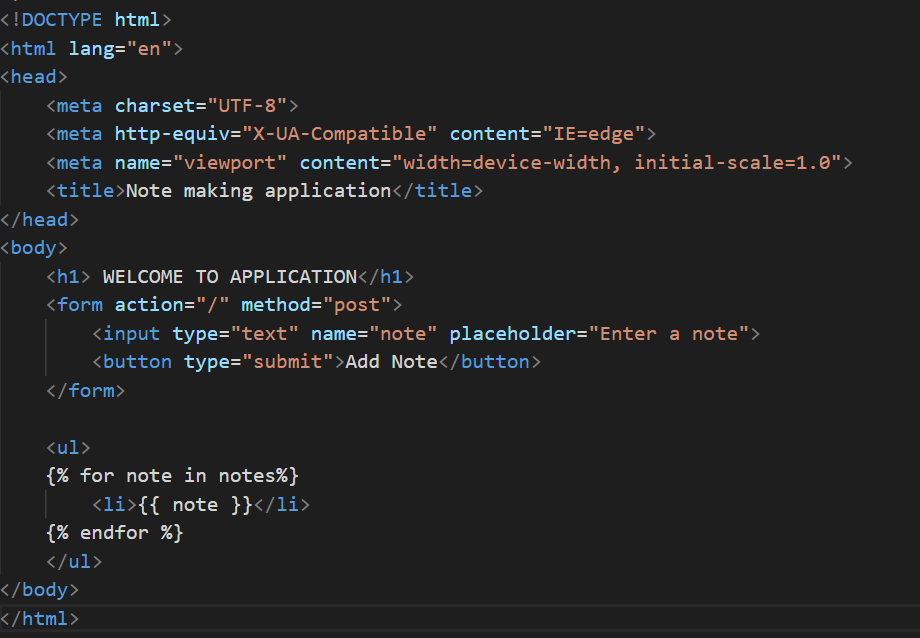 <!DOCTYPE html>
<html lang="en">
<head>
    <meta charset="UTF-8">
    <meta http-equiv="X-UA-Compatible" content="IE=edge">
    <meta name="viewport" content="width=device-width, initial-scale=1.0">
    <title>Note making application</title>
</head>
<body>
    <h1> WELCOME TO APPLICATION</h1>
    <form action="/" method="post">
        <input type="text" name="note" placeholder="Enter a note">
        <button type="submit">Add Note</button>
    </form>

    <ul>
    {% for note in notes%}
        <li>{{ note }}</li>
    {% endfor %}
    </ul>
</body>
</html>